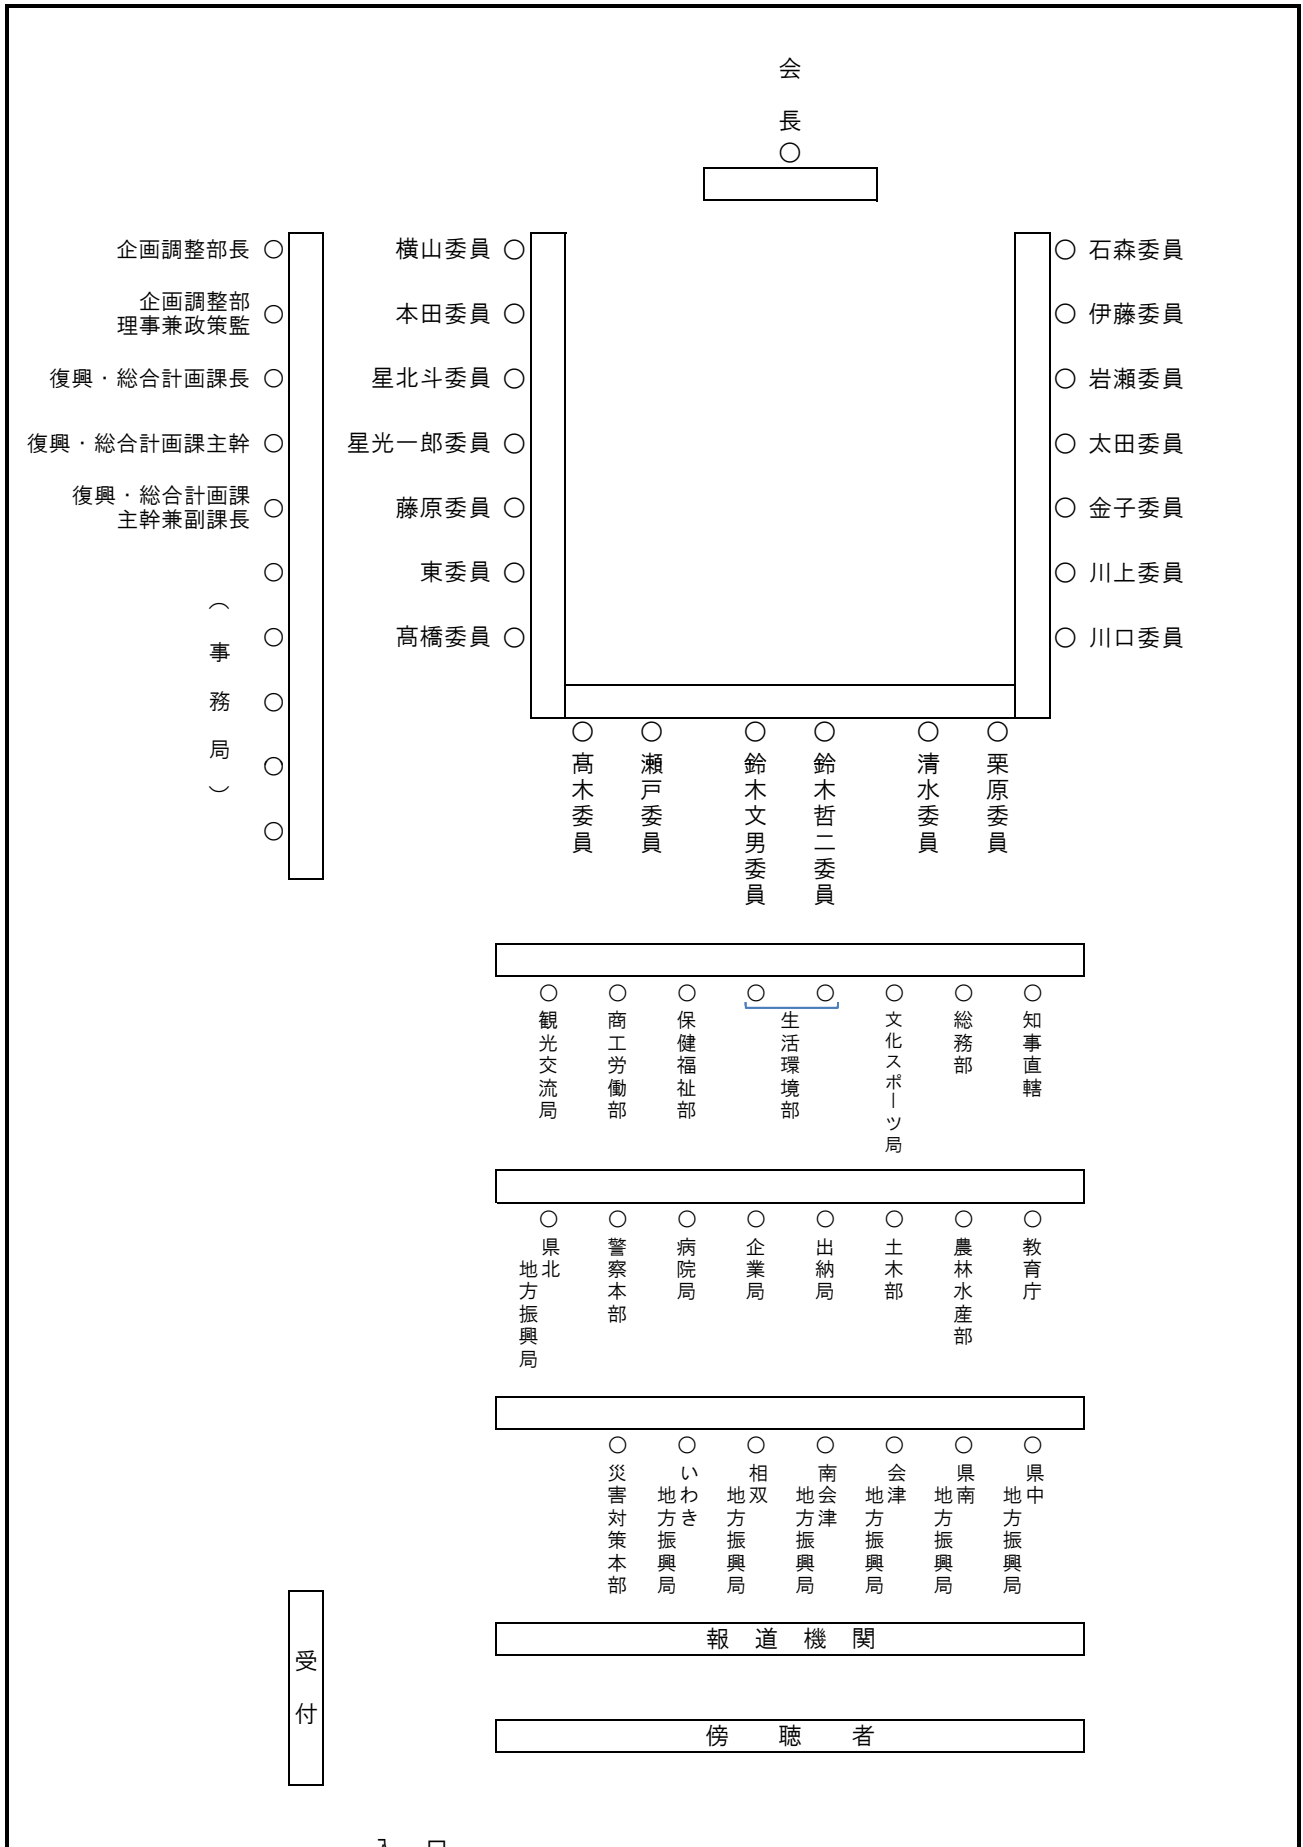 会長
企画調整部長
企画調整部
理事兼政策監
復興・総合計画課長
復興・総合計画課主幹
復興・総合計画課
主幹兼副課長
（事務局）
横山委員
本田委員
星北斗委員
星光一郎委員
藤原委員
東委員
髙橋委員
石森委員
伊藤委員
岩瀬委員
太田委員
金子委員
川上委員
川口委員
栗原委員
清水委員
鈴木哲二委員
鈴木文男委員
瀬戸委員
髙木委員
知事直轄
総務部
文化スポーツ局
生活環境部
保健福祉部
商工労働部
観光交流局
教育庁
農林水産部
土木部
出納局
企業局
病院局
警察本部
県北
地方振興局
県中
地方振興局
県南
地方振興局
会津
地方振興局
南会津
地方振興局
相双
地方振興局
いわき
地方振興局
災害対策本部
報道機関
傍聴者
受付
入口